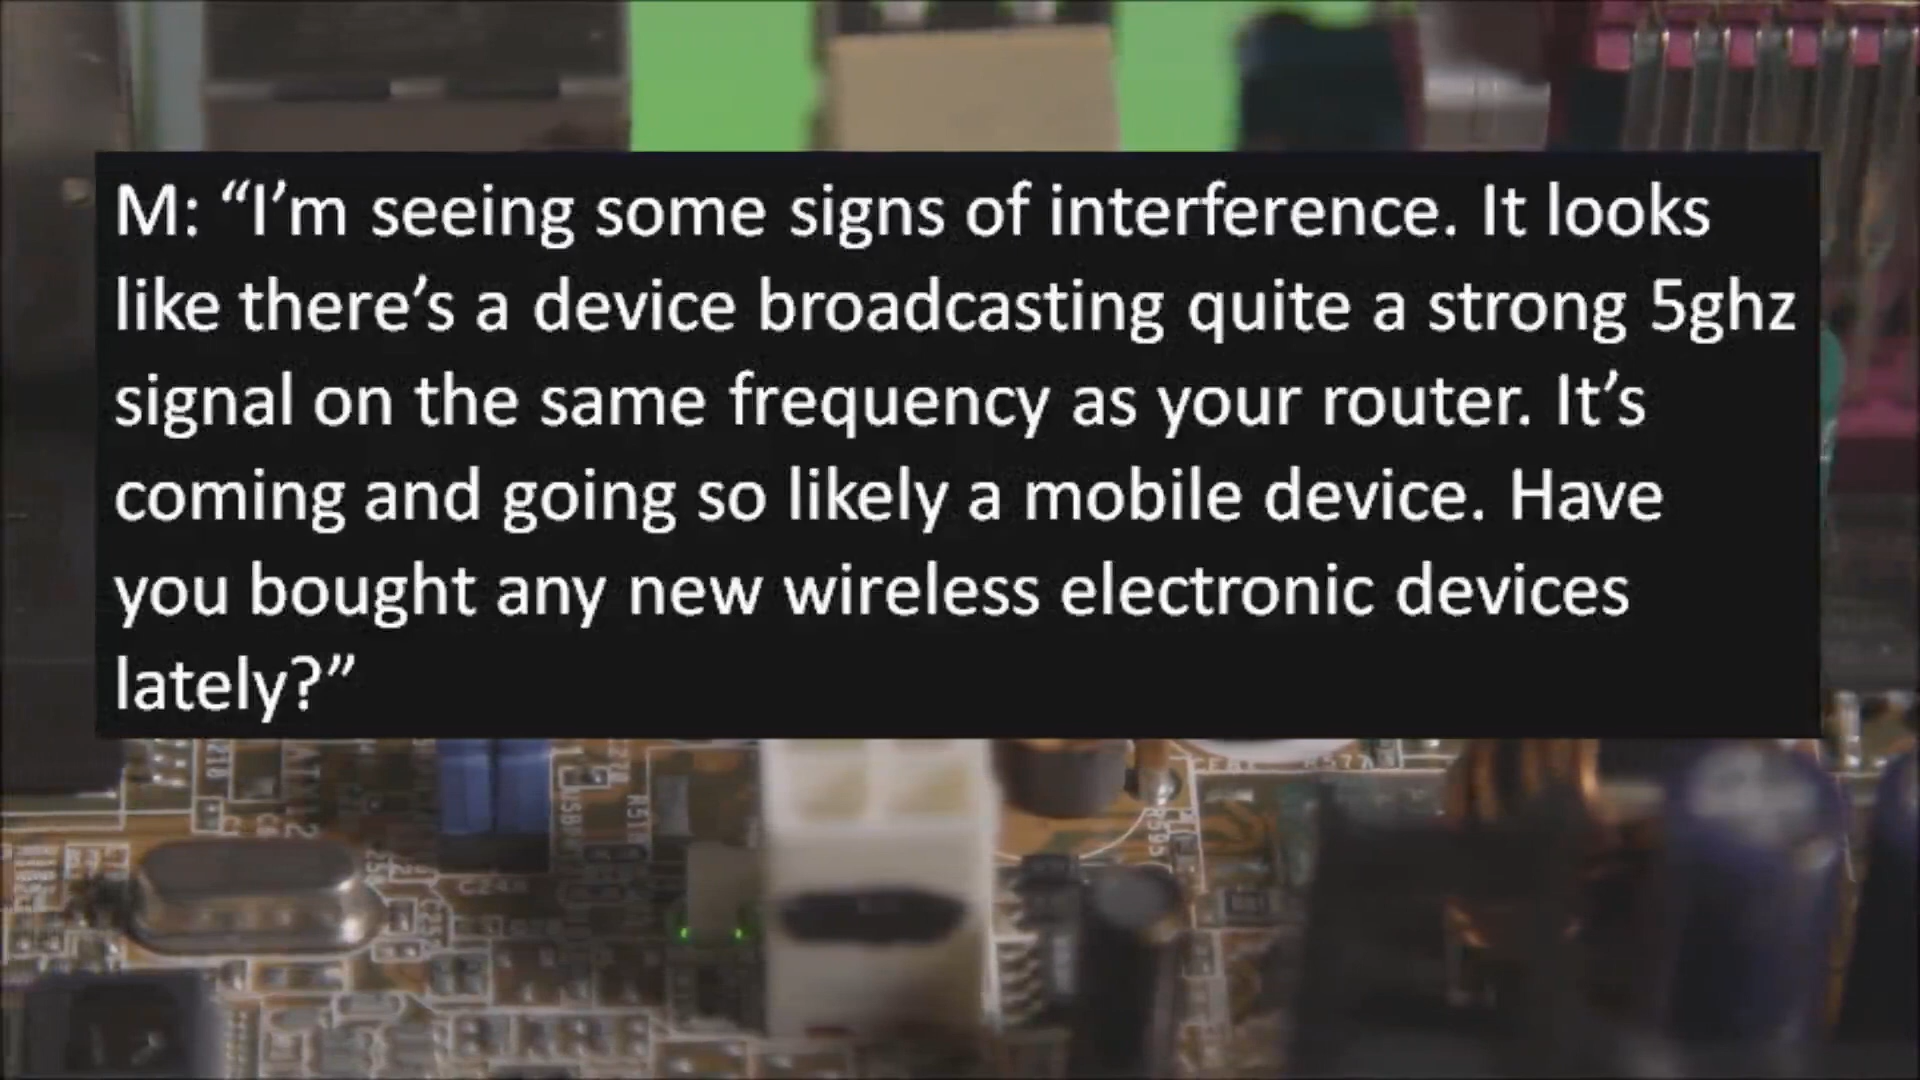 M: “I’m seeing some signs of interference. It looks
like there’s a device broadcasting quite a strong 5ghz
signal on the same frequency as your router. It’s
coming and going so likely a mobile device. Have
you bought any new wireless electronic devices
lately?”